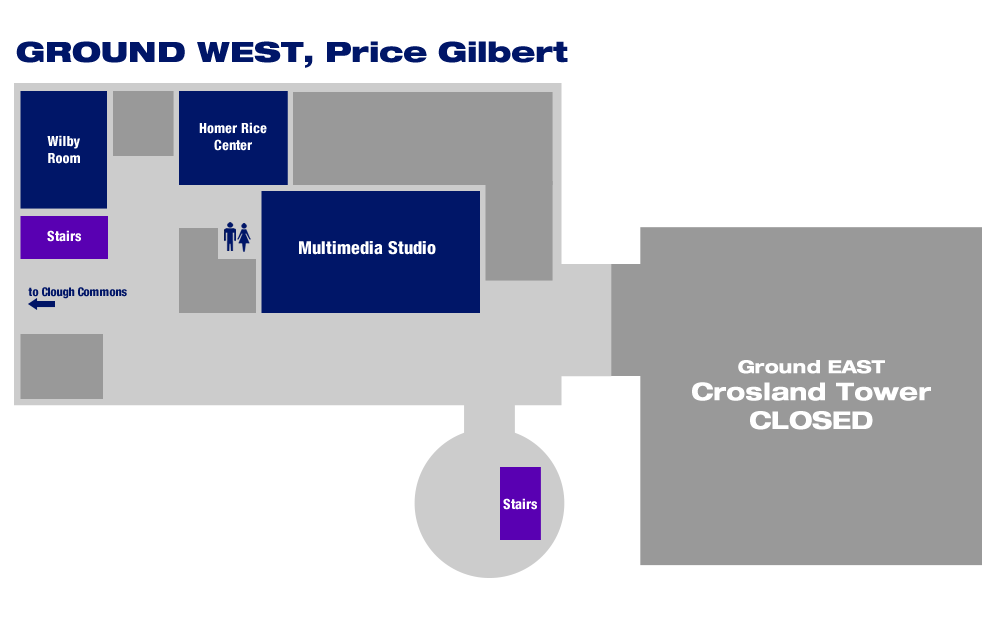 GROUND WEST, Price Gilbert
Wilby
Room
Homer Rice
Center
Stairs
Multimedia Studio
to Clough Commons
Ground EAST
Crosland Tower
CLOSED
Stairs